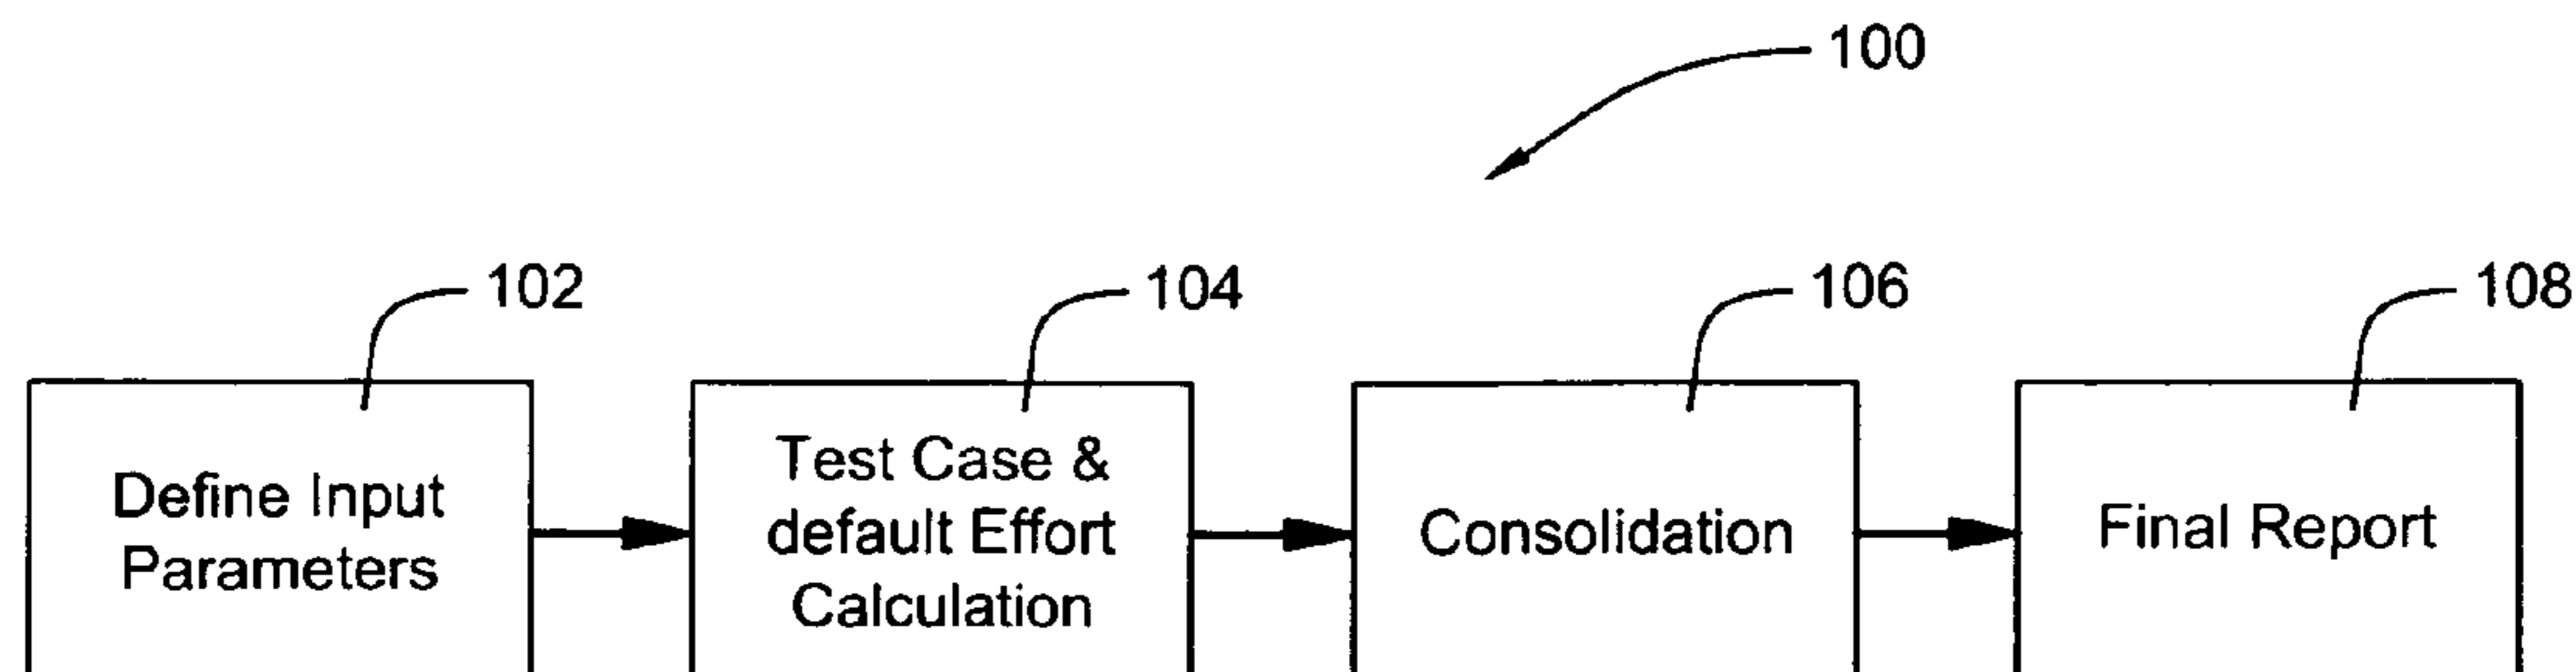 100
102
104
106
108
Define Input
Parameters
Test Case &
default Effort
Calculation
Consolidation
Final Report